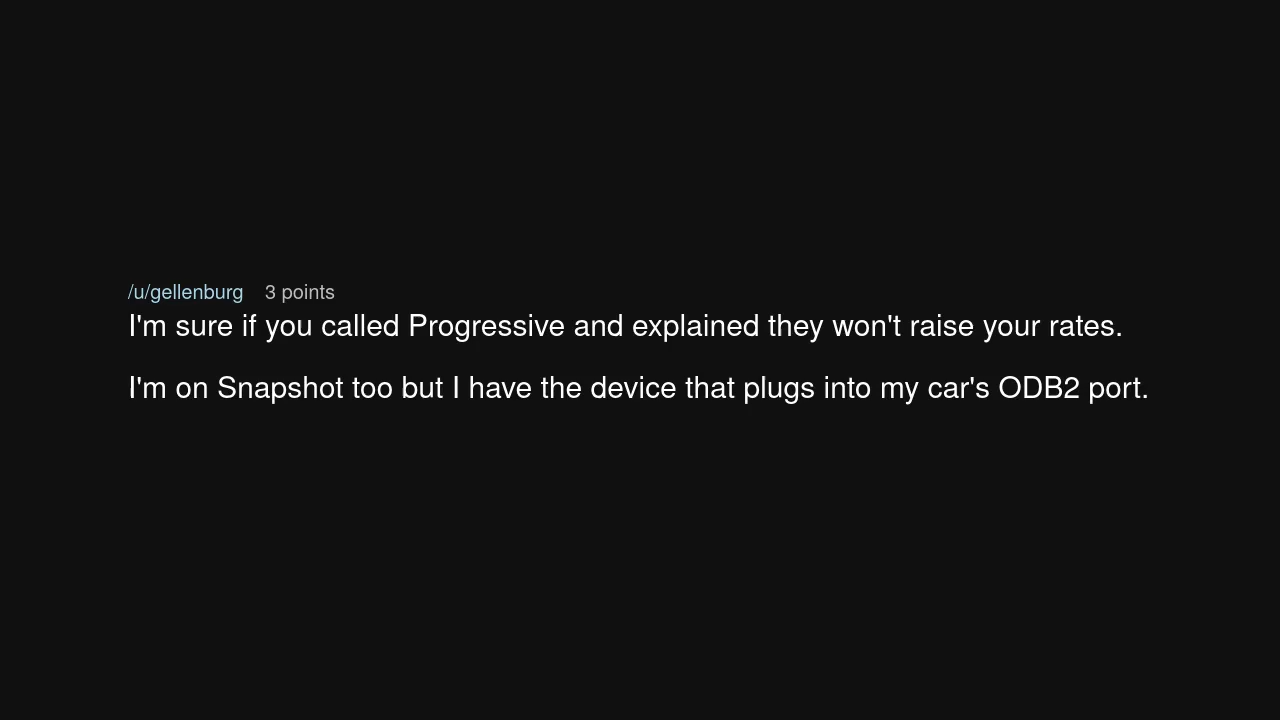 /u/gellenburg 3 points
I'm sure if you called Progressive and explained they won't raise your rates.
I'm on Snapshot too but I have the device that plugs into my car's ODB2 port.